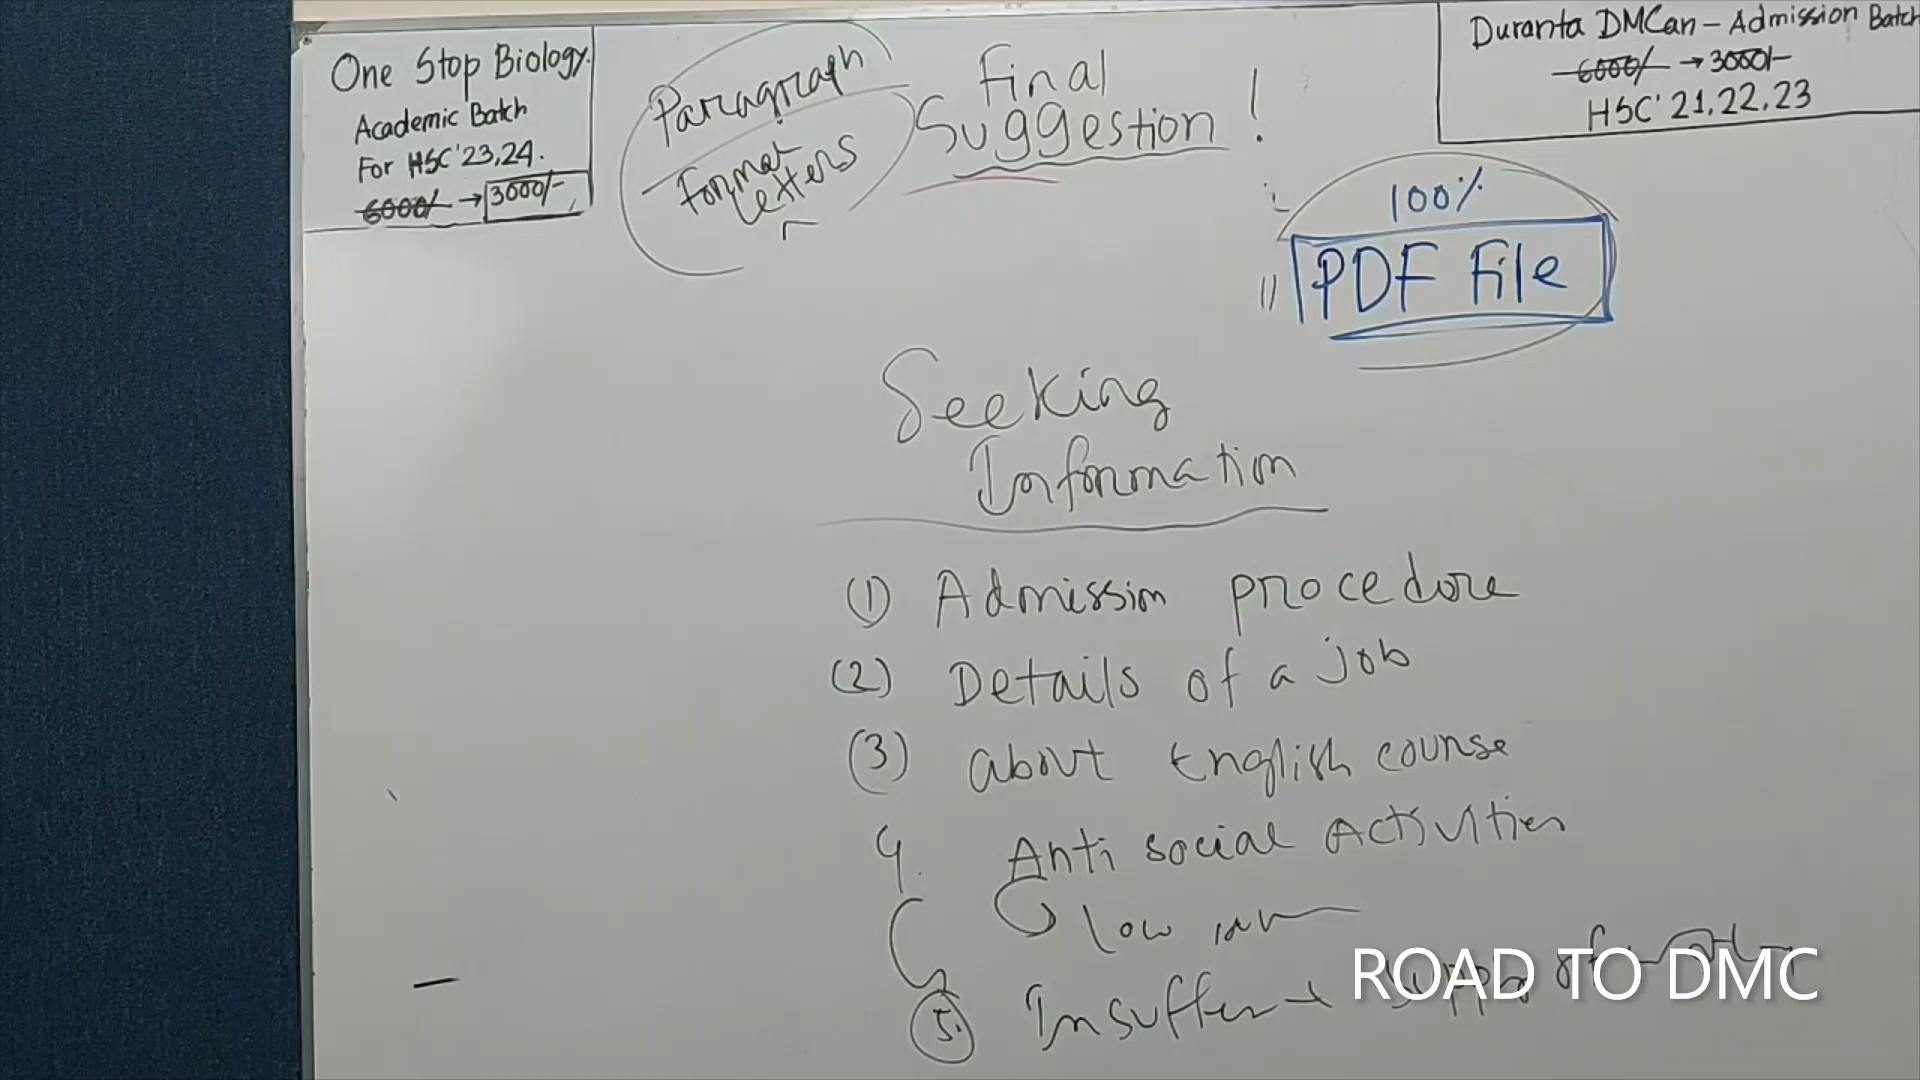 One Stop Biology
Academic Batch
For HSC'23,24.
6000/- → 3000/-
Paragraph
Formal
Letters
Final
Suggestion!
Duranta DMCan - Admission Batch
6000/- → 3000/-
HSC'21,22,23
100%
PDF File
Seeking
Information
(1) Admission procedure
(2) Details of a job
(3) about English course
4. Anti social Activities
Low
5.
ROAD TO DMC